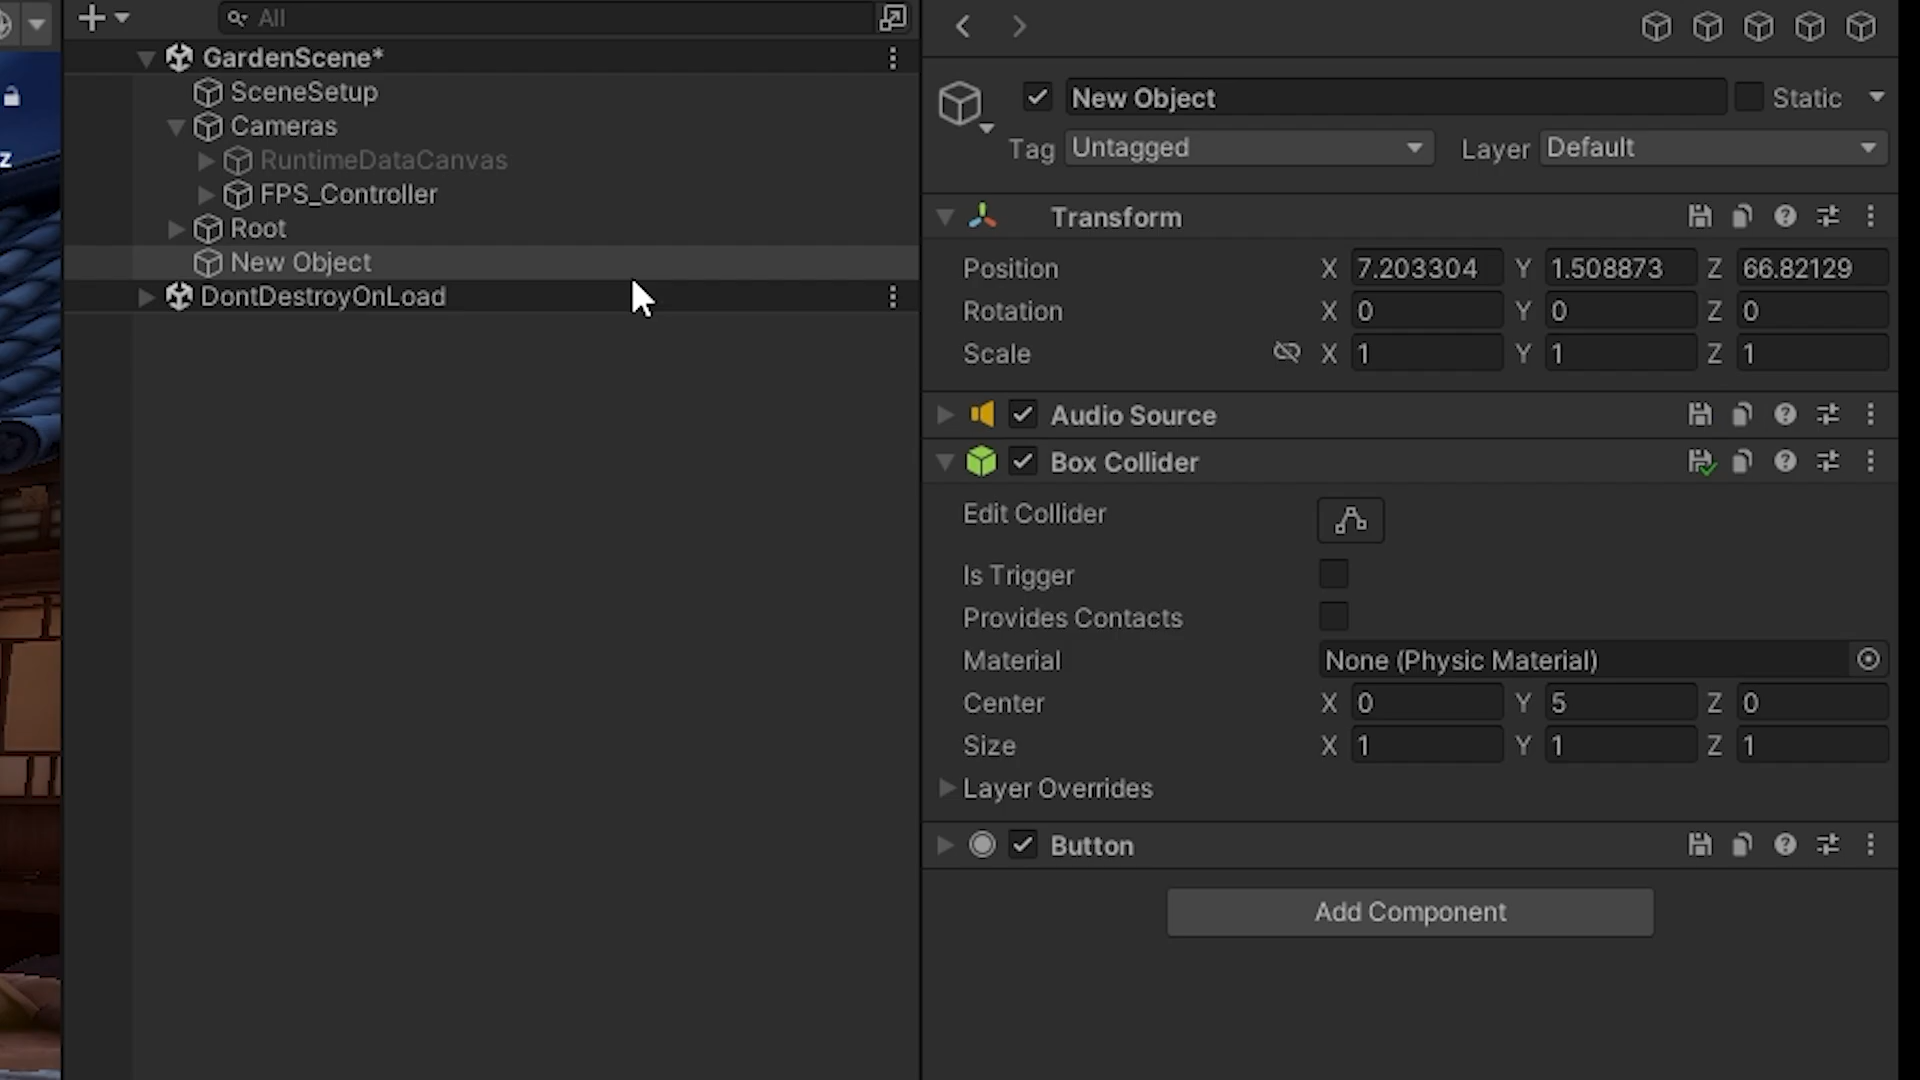 All
GardenScene*
SceneSetup
Cameras
RuntimeDataCanvas
FPS_Controller
Root
New Object
DontDestroyOnLoad
z
New Object Static
Tag Untagged Layer Default
Transform
Position X 7.203304 Y 1.508873 Z 66.82129
Rotation X 0 Y 0 Z 0
Scale X 1 Y 1 Z 1
Audio Source
Box Collider
Edit Collider
Is Trigger
Provides Contacts
Material None (Physic Material)
Center X 0 Y 5 Z 0
Size X 1 Y 1 Z 1
Layer Overrides
Button
Add Component